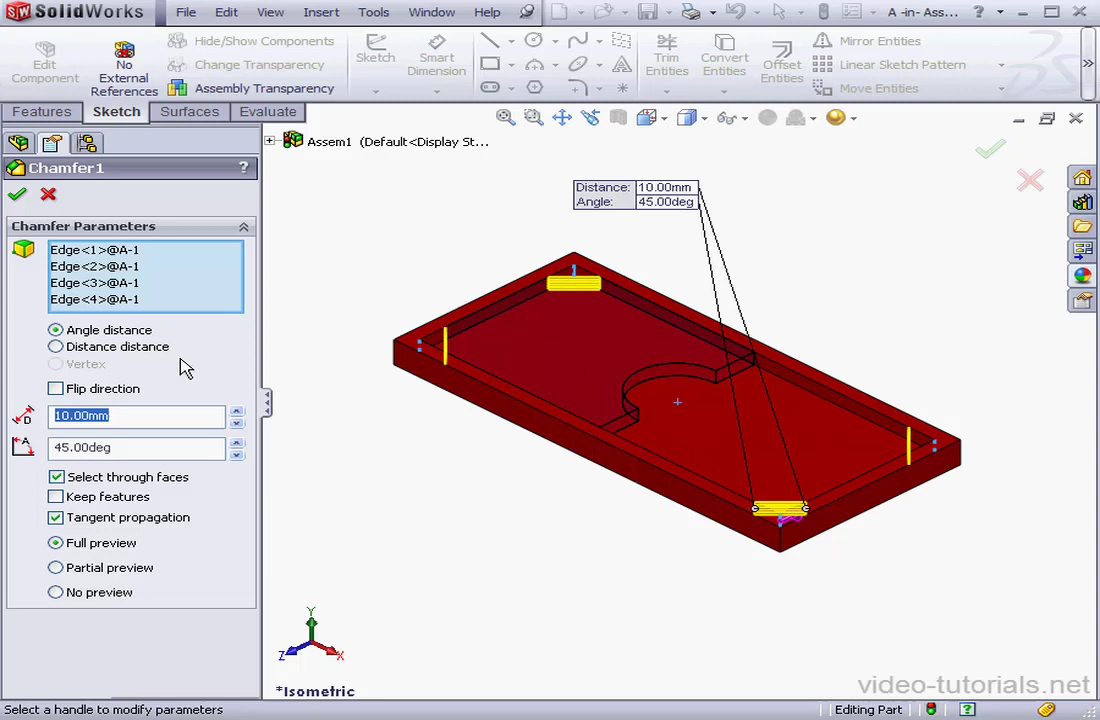 SolidWorks File Edit View Insert Tools Window Help A -in- Ass... ?
Edit Component
No External References
Hide/Show Components
Change Transparency
Assembly Transparency
Sketch
Smart Dimension
Trim Entities
Convert Entities
Offset Entities
Mirror Entities
Linear Sketch Pattern
Move Entities
Features Sketch Surfaces Evaluate
Assem1 (Default<Display St...
Chamfer1 ?
Chamfer Parameters
Edge<1>@A-1
Edge<2>@A-1
Edge<3>@A-1
Edge<4>@A-1
Angle distance
Distance distance
Vertex
Flip direction
10.00mm
45.00deg
Select through faces
Keep features
Tangent propagation
Full preview
Partial preview
No preview
Distance: 10.00mm
Angle: 45.00deg
Y
Z X
*Isometric
video-tutorials.net
Select a handle to modify parameters Editing Part ?